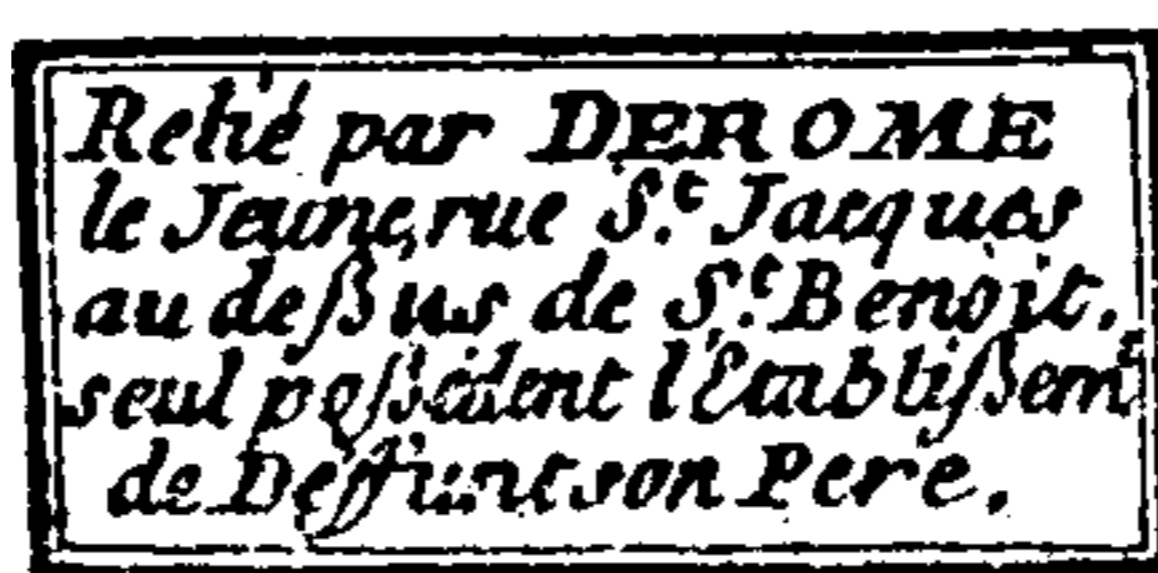 Relié par DEROME
le Jeune, rue S.t Jacques
au deßus de S.t Benoit.
seul poßédent l'Etablißem.t
de Deffunt son Pere.